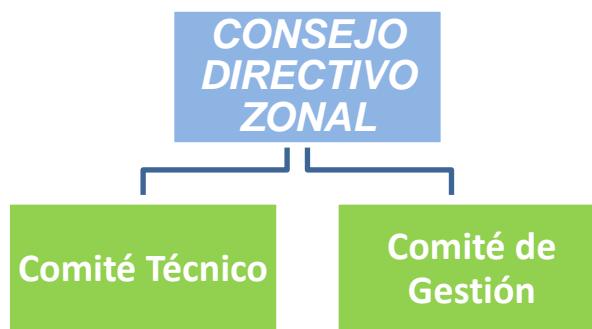 CONSEJO
DIRECTIVO
ZONAL
Comité Técnico
Comité de
Gestión